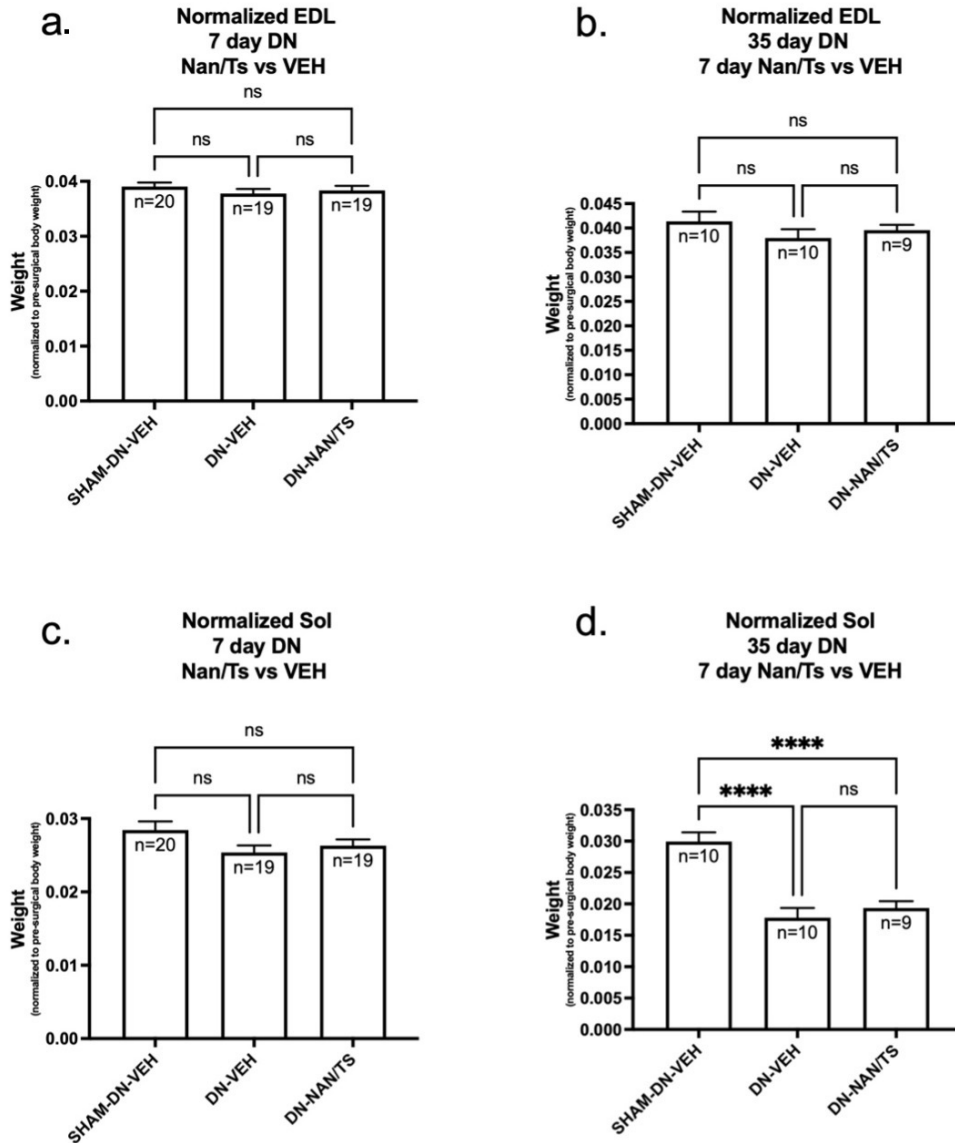 a.
Normalized EDL
7 day DN
Nan/Ts vs VEH
ns
ns
ns
0.04
0.03
0.02
0.01
0.00
Weight
(normalized to pre-surgical body weight)
n=20
n=19
n=19
SHAM-DN-VEH
DN-VEH
DN-NAN/TS
b.
Normalized EDL
35 day DN
7 day Nan/Ts vs VEH
ns
ns
ns
0.045
0.040
0.035
0.030
0.025
0.020
0.015
0.010
0.005
0.000
Weight
(normalized to pre-surgical body weight)
n=10
n=10
n=9
SHAM-DN-VEH
DN-VEH
DN-NAN/TS
c.
Normalized Sol
7 day DN
Nan/Ts vs VEH
ns
ns
ns
0.03
0.02
0.01
0.00
Weight
(normalized to pre-surgical body weight)
n=20
n=19
n=19
SHAM-DN-VEH
DN-VEH
DN-NAN/TS
d.
Normalized Sol
35 day DN
7 day Nan/Ts vs VEH
****
****
ns
0.035
0.030
0.025
0.020
0.015
0.010
0.005
0.000
Weight
(normalized to pre-surgical body weight)
n=10
n=10
n=9
SHAM-DN-VEH
DN-VEH
DN-NAN/TS